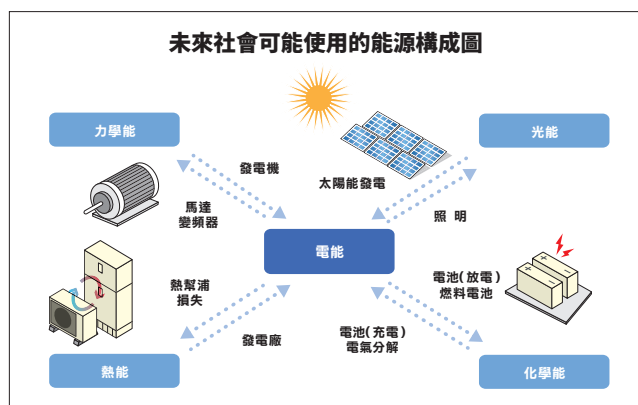 未來社會可能使用的能源構成圖
力學能
光能
發電機
太陽能發電
馬達
變頻器
照 明
電能
熱幫浦
損失
電池(放電)
燃料電池
發電廠
電池(充電)
電氣分解
熱能
化學能